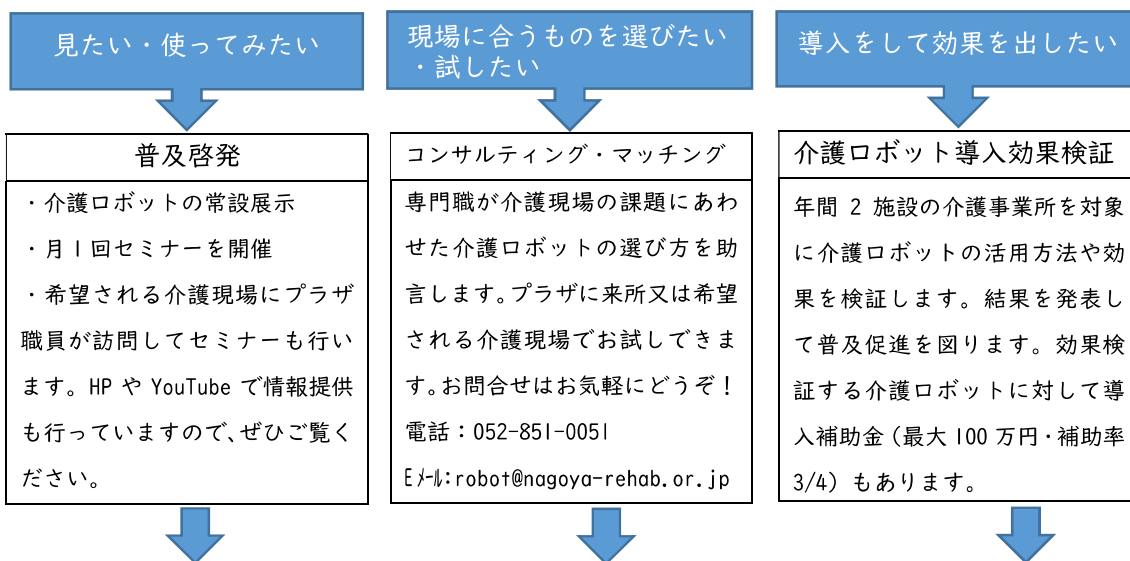 見たい・使ってみたい
普及啓発
・介護ロボットの常設展示
・月1回セミナーを開催
・希望される介護現場にプラザ
職員が訪問してセミナーも行い
ます。HP や YouTube で情報提供
も行っていますので、ぜひご覧く
ださい。
現場に合うものを選びたい
・試したい
コンサルティング・マッチング
専門職が介護現場の課題にあわ
せた介護ロボットの選び方を助
言します。プラザに来所又は希望
される介護現場でお試しできま
す。お問合せはお気軽にどうぞ！
電話：052-851-0051
Eメール:robot@nagoya-rehab.or.jp
導入をして効果を出したい
介護ロボット導入効果検証
年間 2 施設の介護事業所を対象
に介護ロボットの活用方法や効
果を検証します。結果を発表し
て普及促進を図ります。効果検
証する介護ロボットに対して導
入補助金（最大 100 万円・補助率
3/4）もあります。